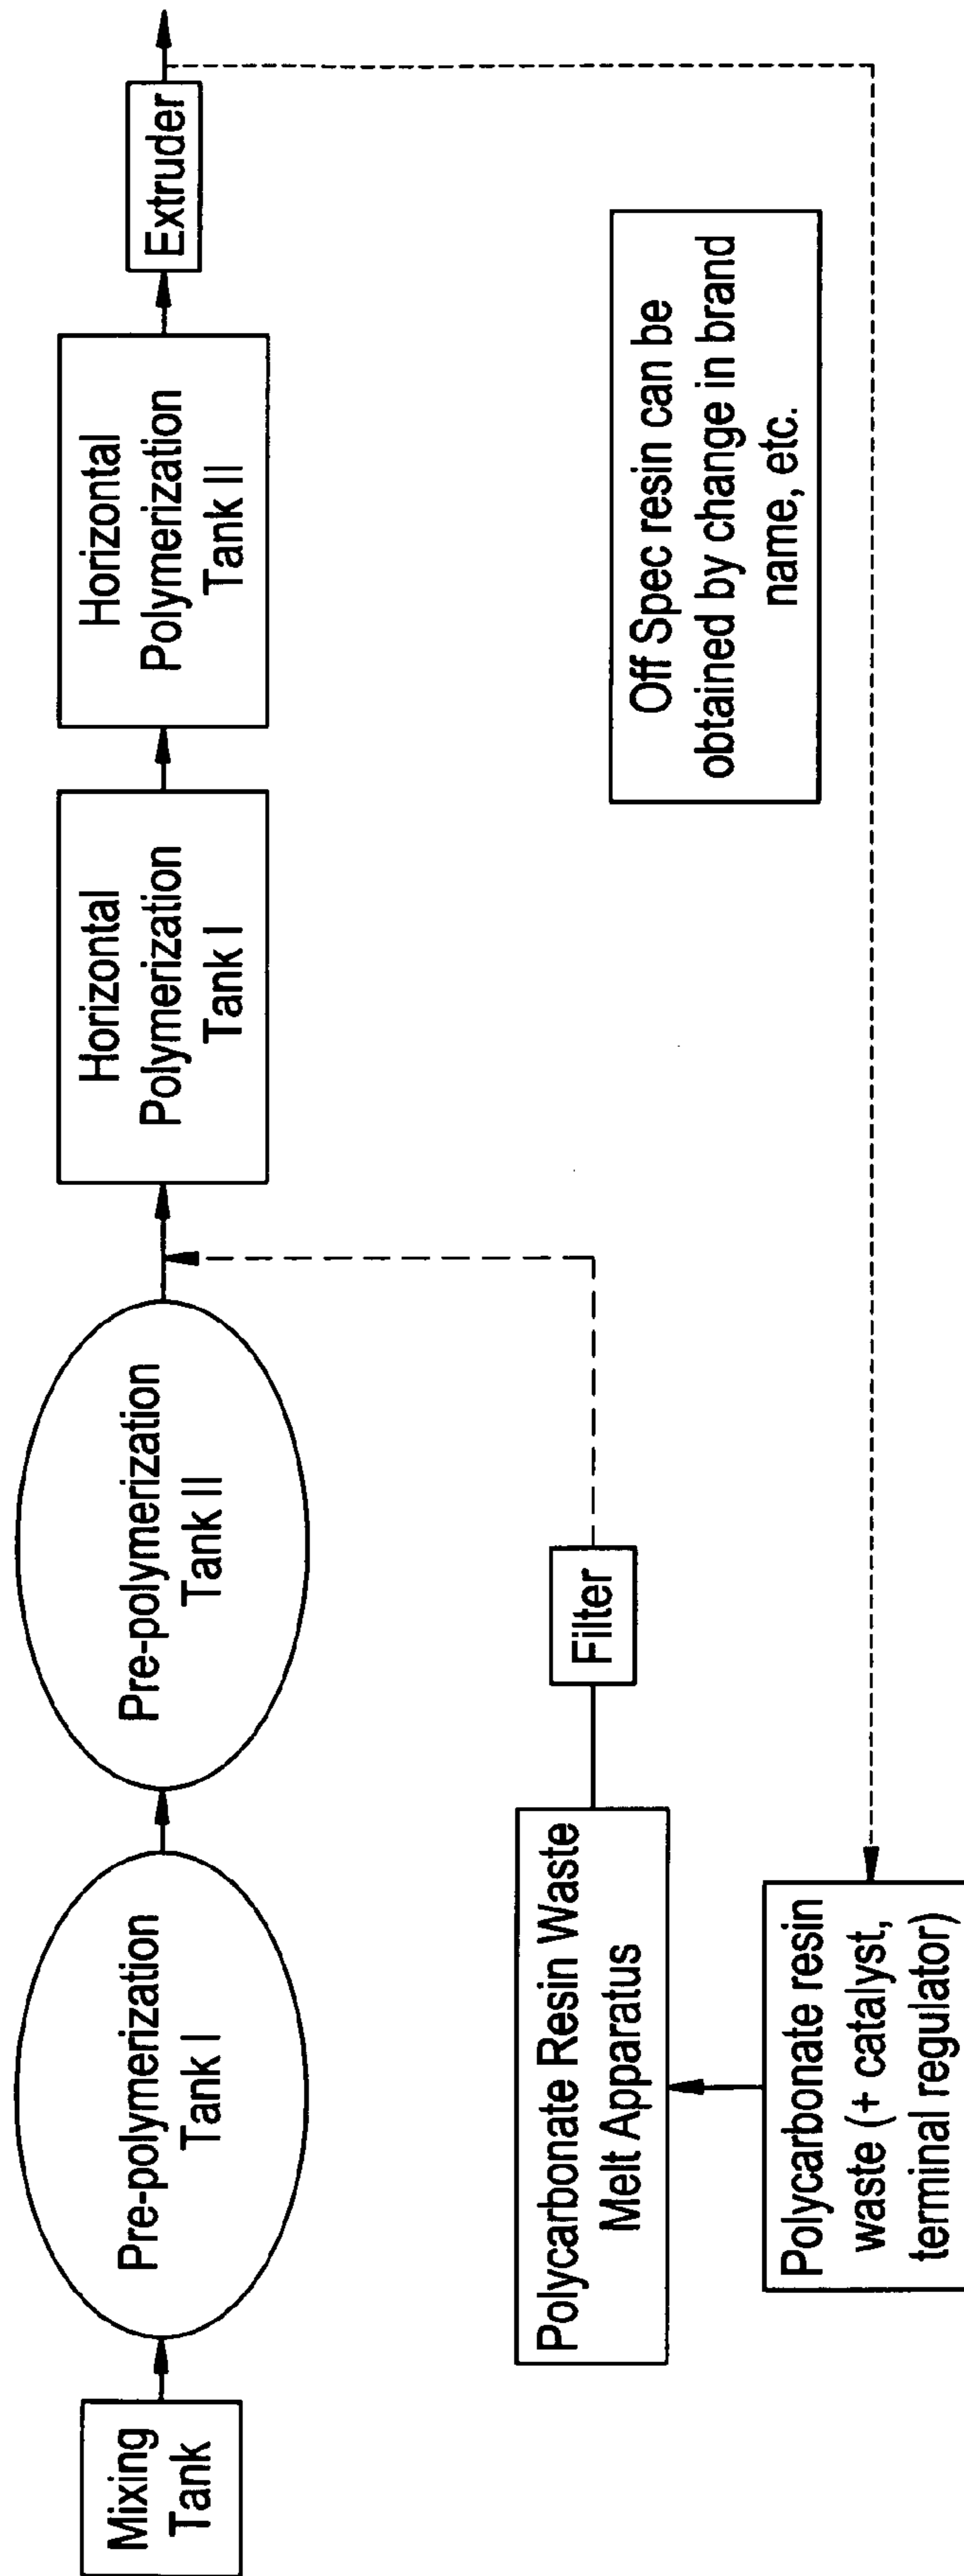 Mixing
Tank
Pre-polymerization
Tank I
Pre-polymerization
Tank II
Horizontal
Polymerization
Tank I
Horizontal
Polymerization
Tank II
Extruder
Polycarbonate Resin Waste
Melt Apparatus
Filter
Off Spec resin can be
obtained by change in brand
name, etc.
Polycarbonate resin
waste (+ catalyst,
terminal regulator)